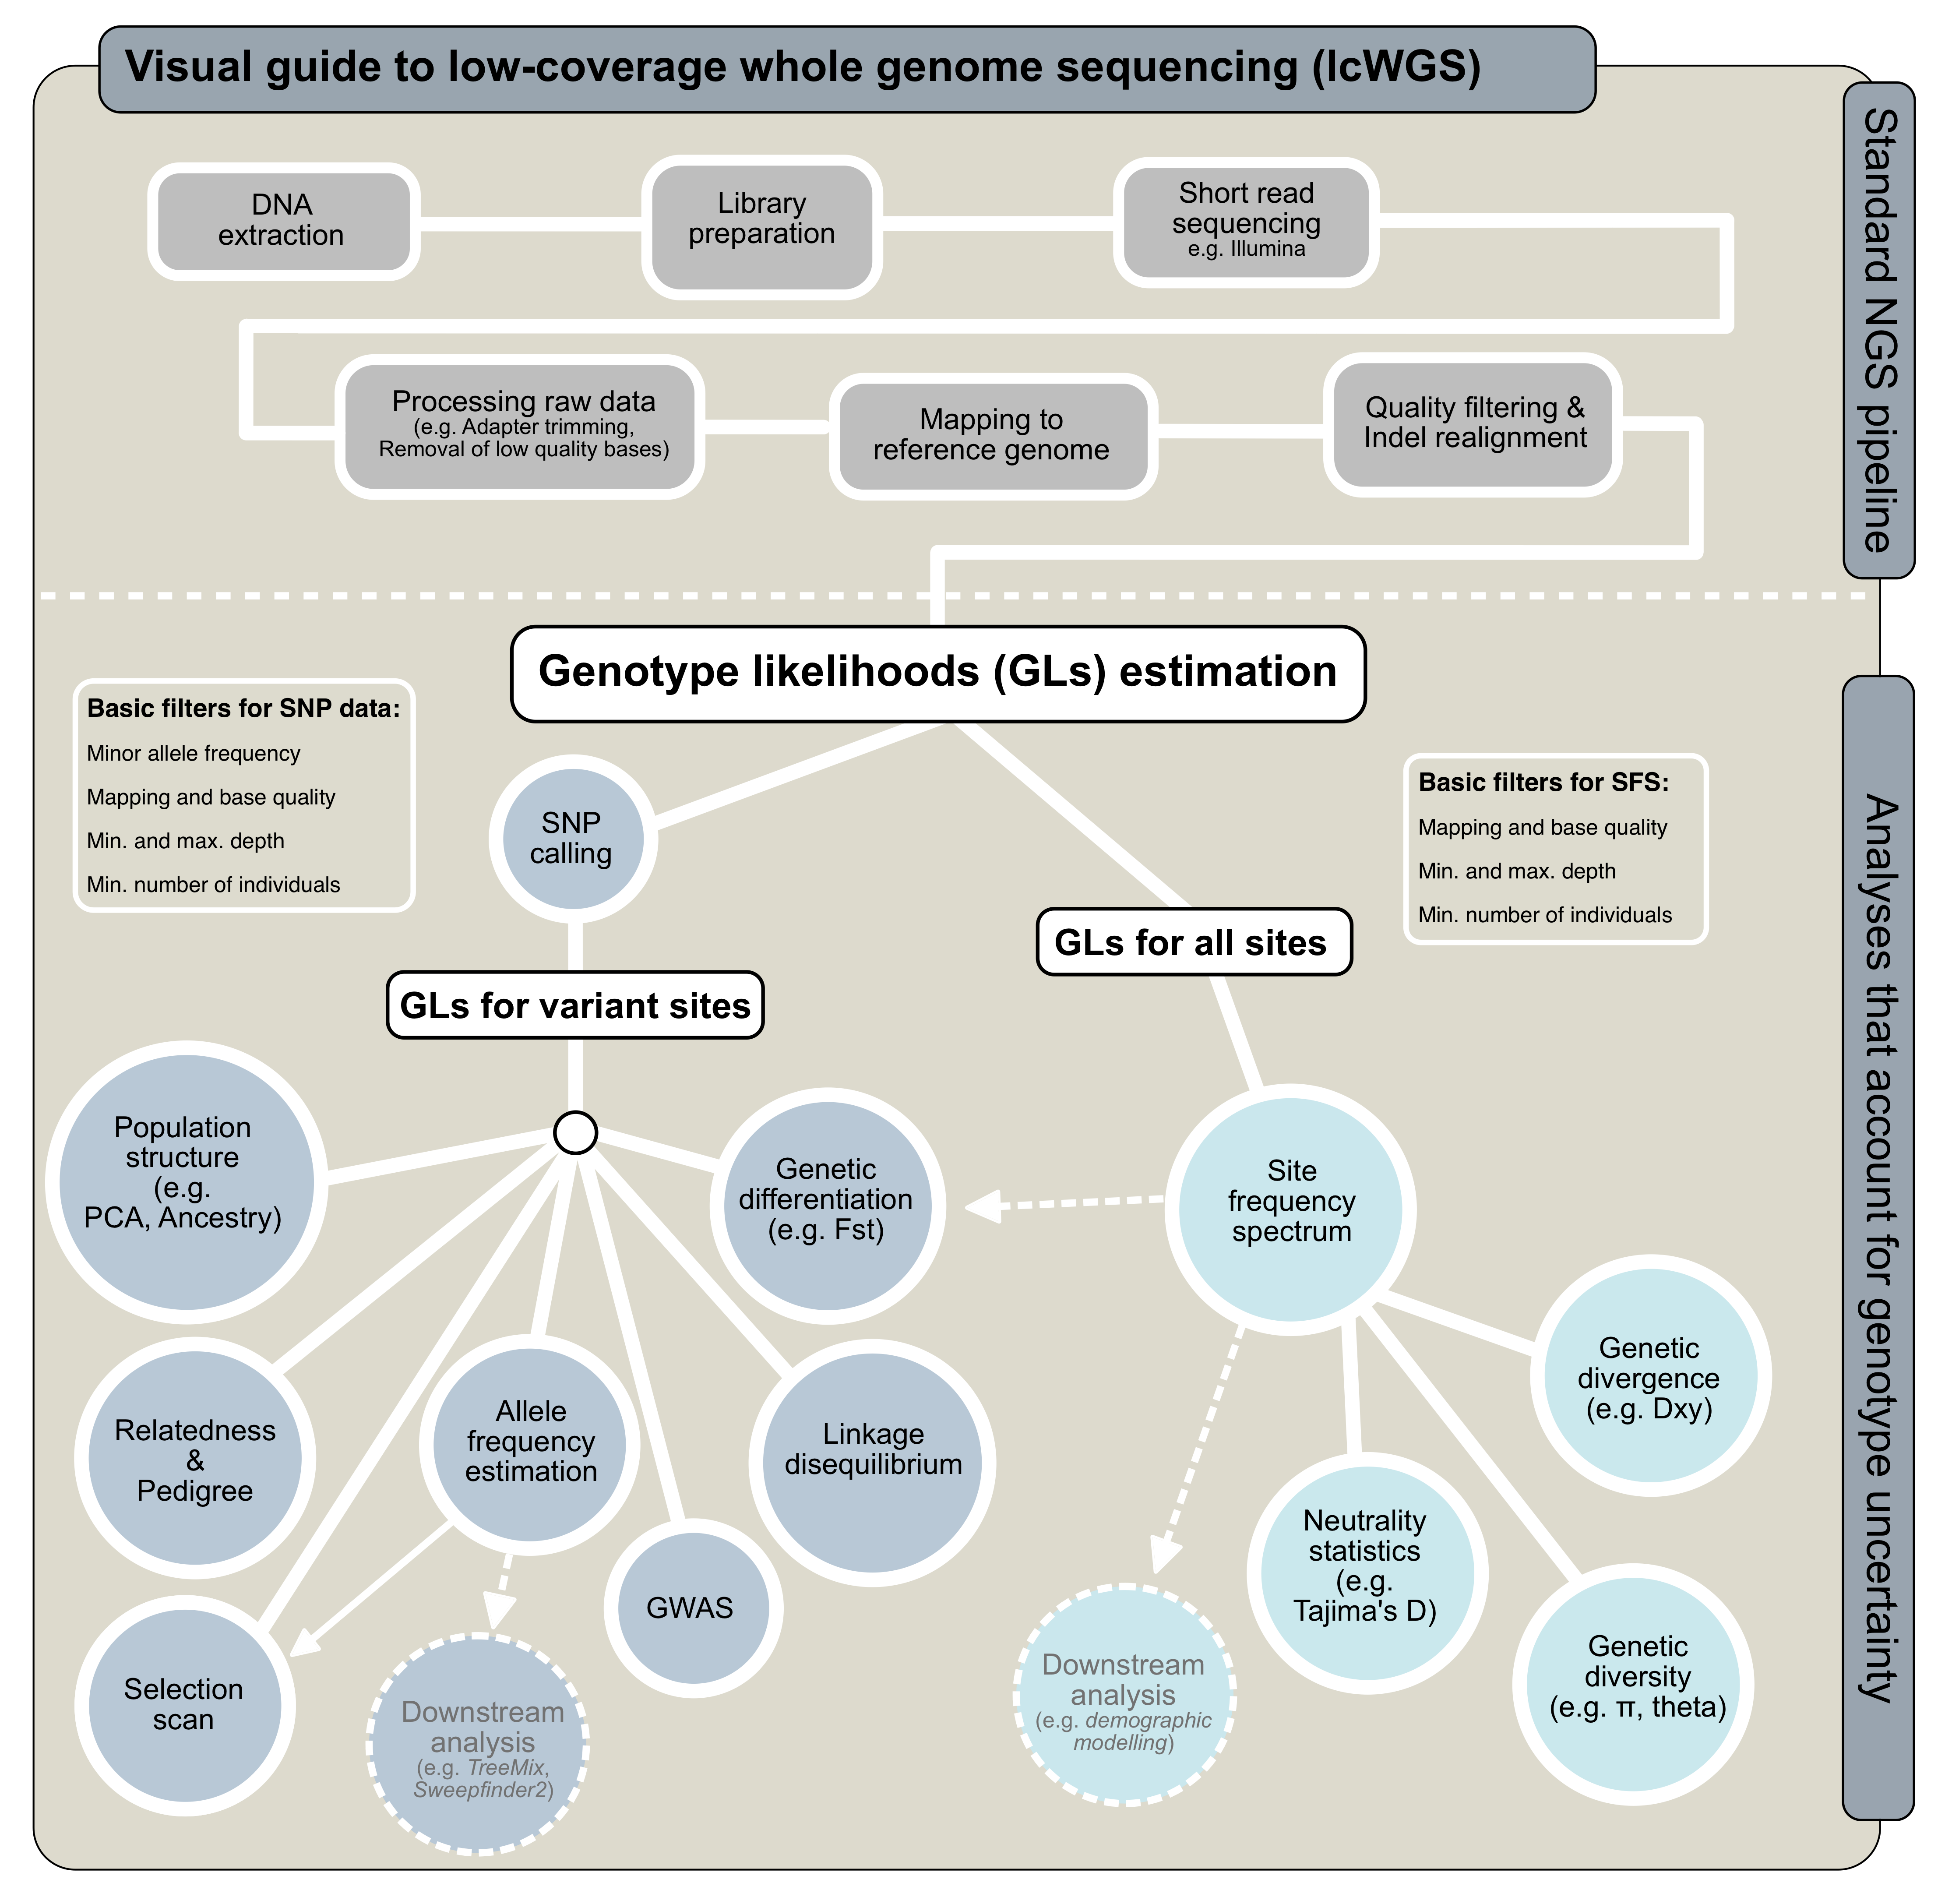 Visual guide to low-coverage whole genome sequencing (lcWGS)
Standard NGS pipeline
DNA
extraction
Library
preparation
Short read
sequencing
e.g. Illumina
Processing raw data
(e.g. Adapter trimming,
Removal of low quality bases)
Mapping to
reference genome
Quality filtering &
Indel realignment
Genotype likelihoods (GLs) estimation
Analyses that account for genotype uncertainty
Basic filters for SNP data:
Minor allele frequency
Mapping and base quality
Min. and max. depth
Min. number of individuals
SNP
calling
Basic filters for SFS:
Mapping and base quality
Min. and max. depth
Min. number of individuals
GLs for all sites
GLs for variant sites
Population
structure
(e.g.
PCA, Ancestry)
Genetic
differentiation
(e.g. Fst)
Site
frequency
spectrum
Relatedness
&
Pedigree
Allele
frequency
estimation
Linkage
disequilibrium
Genetic
divergence
(e.g. Dxy)
Neutrality
statistics
(e.g.
Tajima's D)
GWAS
Selection
scan
Downstream
analysis
(e.g. TreeMix,
Sweepfinder2)
Downstream
analysis
(e.g. demographic
modelling)
Genetic
diversity
(e.g. π, theta)